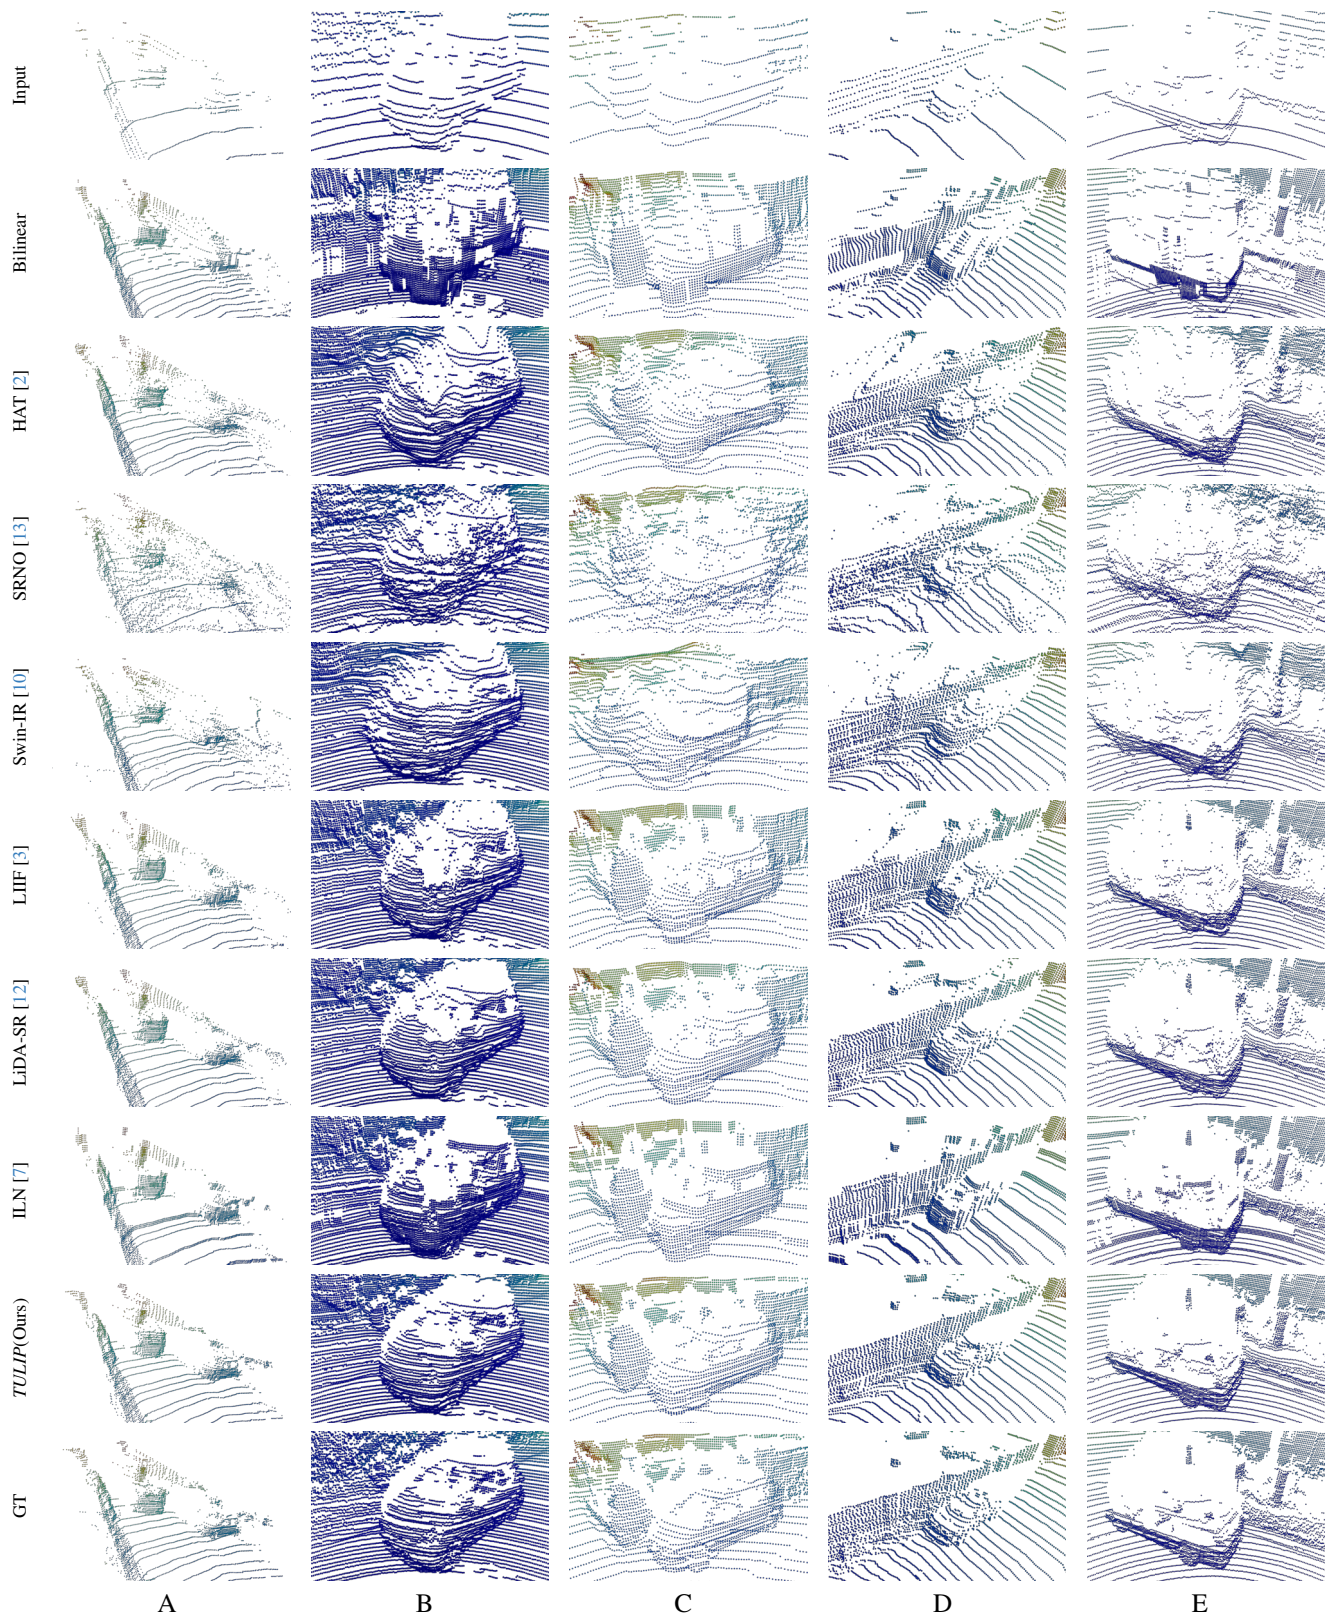 Input
Bilinear
HAT [2]
SRNO [13]
Swin-IR [10]
LIIF [3]
LiDA-SR [12]
ILN [7]
TULIP(Ours)
GT
A B C D E